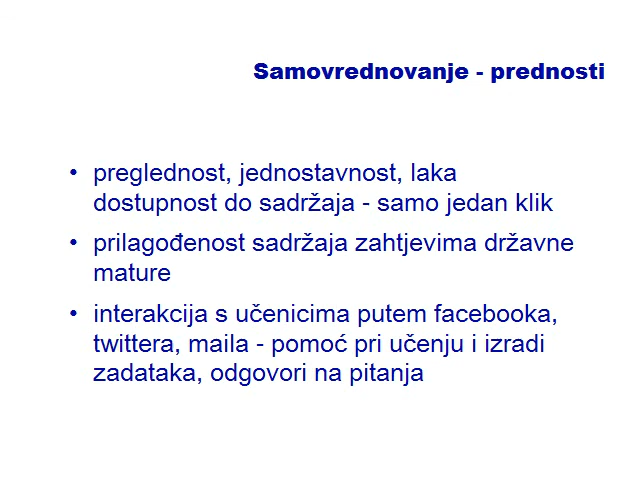 Samovrednovanje - prednosti
• preglednost, jednostavnost, laka
dostupnost do sadržaja - samo jedan klik
• prilagođenost sadržaja zahtjevima državne
mature
• interakcija s učenicima putem facebooka,
twittera, maila - pomoć pri učenju i izradi
zadataka, odgovori na pitanja